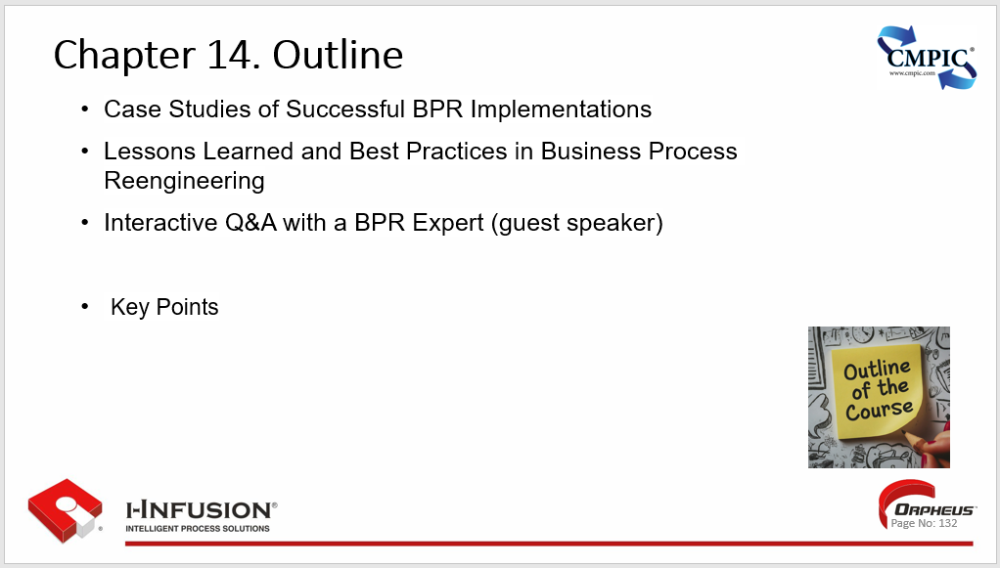 Chapter 14. Outline
CMPIC®
www.cmpic.com
• Case Studies of Successful BPR Implementations
• Lessons Learned and Best Practices in Business Process
Reengineering
• Interactive Q&A with a BPR Expert (guest speaker)
• Key Points
Outline
of the
Course
I-INFUSION®
INTELLIGENT PROCESS SOLUTIONS
®
ORPHEUS™
Page No: 132